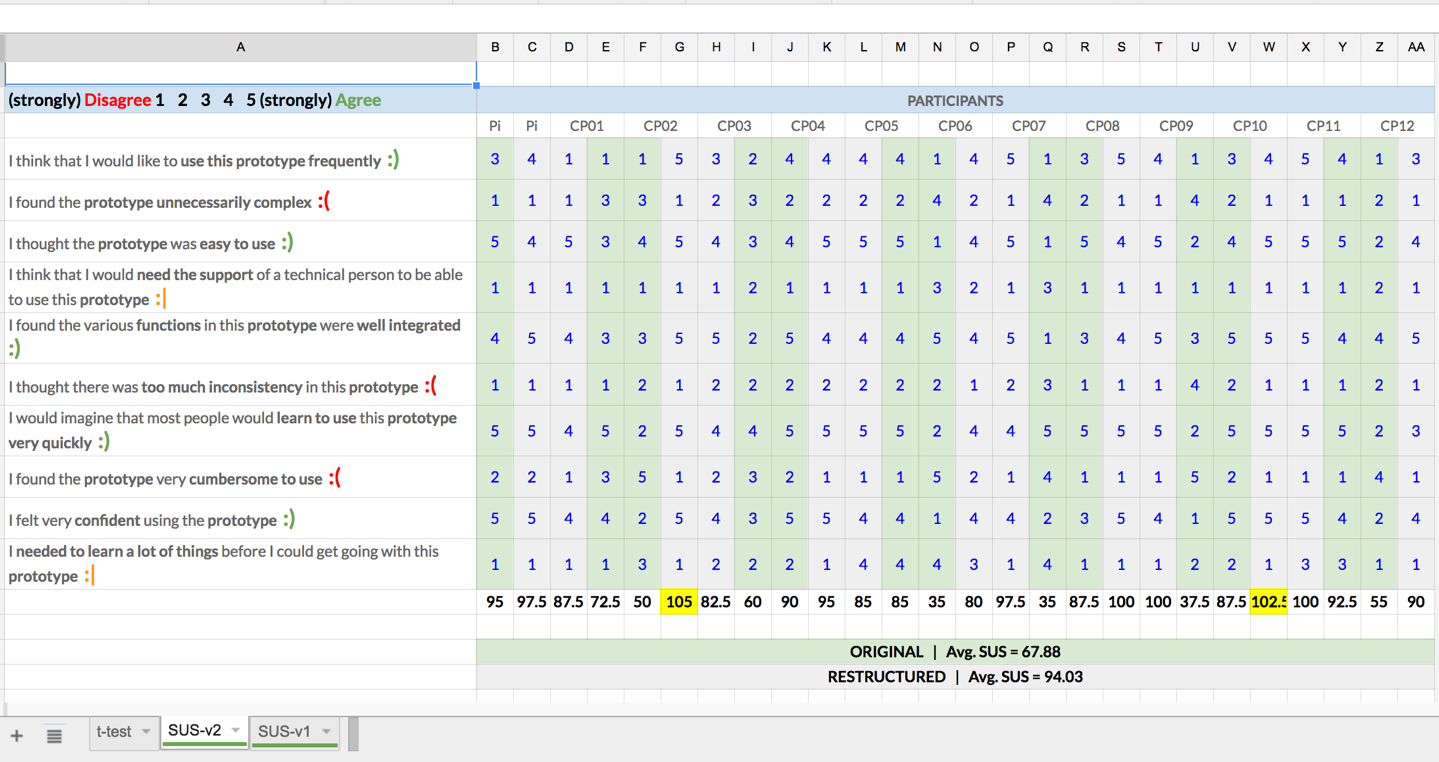 A B C D E F G H I J K L M N O P Q R S T U V W X Y Z AA
(strongly) Disagree 1 2 3 4 5 (strongly) Agree PARTICIPANTS
Pi Pi CP01 CP02 CP03 CP04 CP05 CP06 CP07 CP08 CP09 CP10 CP11 CP12
I think that I would like to use this prototype frequently :) 3 4 1 1 1 5 3 2 4 4 4 4 1 4 5 1 3 5 4 1 3 4 5 4 1 3
I found the prototype unnecessarily complex :( 1 1 1 3 3 1 2 3 2 2 2 2 4 2 1 4 2 1 1 4 2 1 1 1 2 1
I thought the prototype was easy to use :) 5 4 5 3 4 5 4 3 4 5 5 5 1 4 5 1 5 4 5 2 4 5 5 5 2 4
I think that I would need the support of a technical person to be able
to use this prototype :| 1 1 1 1 1 1 1 2 1 1 1 1 3 2 1 3 1 1 1 1 1 1 1 1 2 1
I found the various functions in this prototype were well integrated
:) 4 5 4 3 3 5 5 2 5 4 4 4 5 4 5 1 3 4 5 3 5 5 5 4 4 5
I thought there was too much inconsistency in this prototype :( 1 1 1 1 2 1 2 2 2 2 2 2 2 1 2 3 1 1 1 4 2 1 1 1 2 1
I would imagine that most people would learn to use this prototype
very quickly :) 5 5 4 5 2 5 4 4 5 5 5 5 2 4 4 5 5 5 5 2 5 5 5 5 2 3
I found the prototype very cumbersome to use :( 2 2 1 3 5 1 2 3 2 1 1 1 5 2 1 4 1 1 1 5 2 1 1 1 4 1
I felt very confident using the prototype :) 5 5 4 4 2 5 4 3 5 5 4 4 1 4 4 2 3 5 4 1 5 5 5 4 2 4
I needed to learn a lot of things before I could get going with this
prototype :| 1 1 1 1 3 1 2 2 2 1 4 4 4 3 1 4 1 1 1 2 2 1 3 3 1 1
95 97.5 87.5 72.5 50 105 82.5 60 90 95 85 85 35 80 97.5 35 87.5 100 100 37.5 87.5 102.5 100 92.5 55 90
ORIGINAL | Avg. SUS = 67.88
RESTRUCTURED | Avg. SUS = 94.03
t-test SUS-v2 SUS-v1